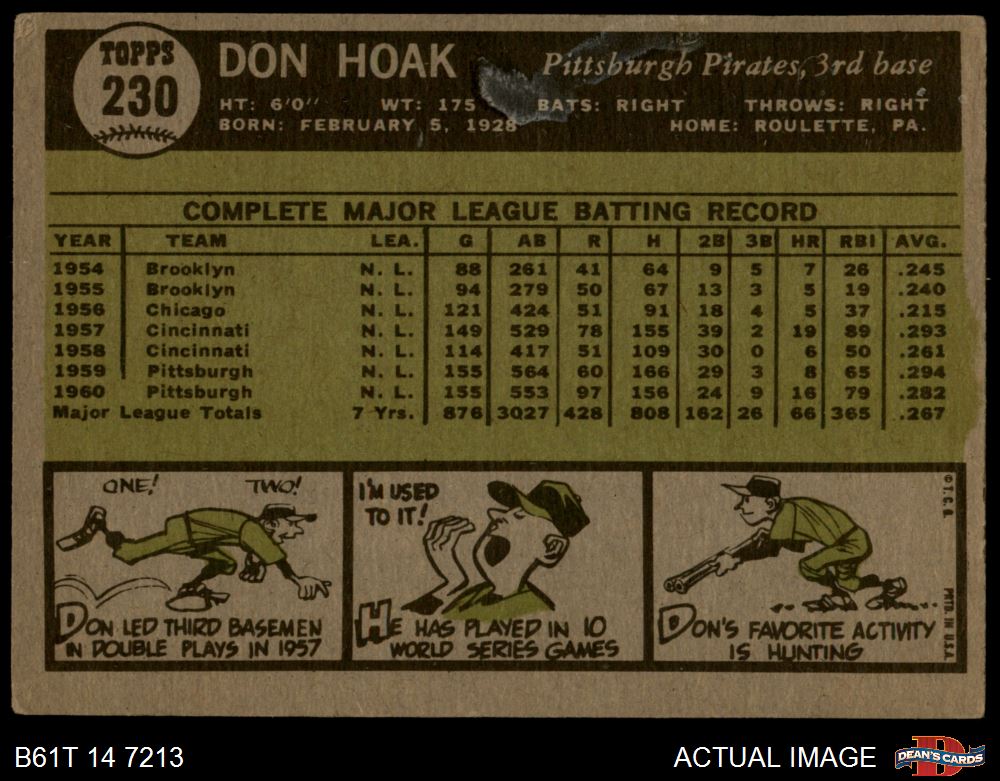 TOPPS
230
DON HOAK Pittsburgh Pirates, 3rd base
HT: 6'0" WT: 175 BATS: RIGHT THROWS: RIGHT
BORN: FEBRUARY 5, 1928 HOME: ROULETTE, PA.
COMPLETE MAJOR LEAGUE BATTING RECORD
YEAR TEAM LEA. G AB R H 2B 3B HR RBI AVG.
1954 Brooklyn N. L. 88 261 41 64 9 5 7 26 .245
1955 Brooklyn N. L. 94 279 50 67 13 3 5 19 .240
1956 Chicago N. L. 121 424 51 91 18 4 5 37 .215
1957 Cincinnati N. L. 149 529 78 155 39 2 19 89 .293
1958 Cincinnati N. L. 114 417 51 109 30 0 6 50 .261
1959 Pittsburgh N. L. 155 564 60 166 29 3 8 65 .294
1960 Pittsburgh N. L. 155 553 97 156 24 9 16 79 .282
Major League Totals 7 Yrs. 876 3027 428 808 162 26 66 365 .267
ONE! TWO!
DON LED THIRD BASEMEN
IN DOUBLE PLAYS IN 1957
I'M USED
TO IT!
HE HAS PLAYED IN 10
WORLD SERIES GAMES
DON'S FAVORITE ACTIVITY
IS HUNTING
© T.C.G.
PRTD. IN U.S.A.
B61T 14 7213 ACTUAL IMAGE
D
DEAN'S CARDS